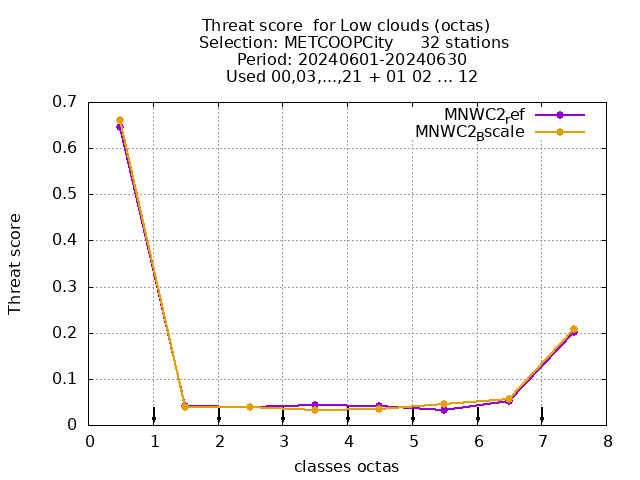 Threat score  for Low clouds (octas)
Selection: METCOOPCity     32 stations
Period: 20240601-20240630
Used 00,03,...,21 + 01 02 ... 12
MNWC2ref
MNWC2Bscale
0.7
0.6
0.5
0.4
0.3
0.2
0.1
0
Threat score
0 1 2 3 4 5 6 7 8
classes octas